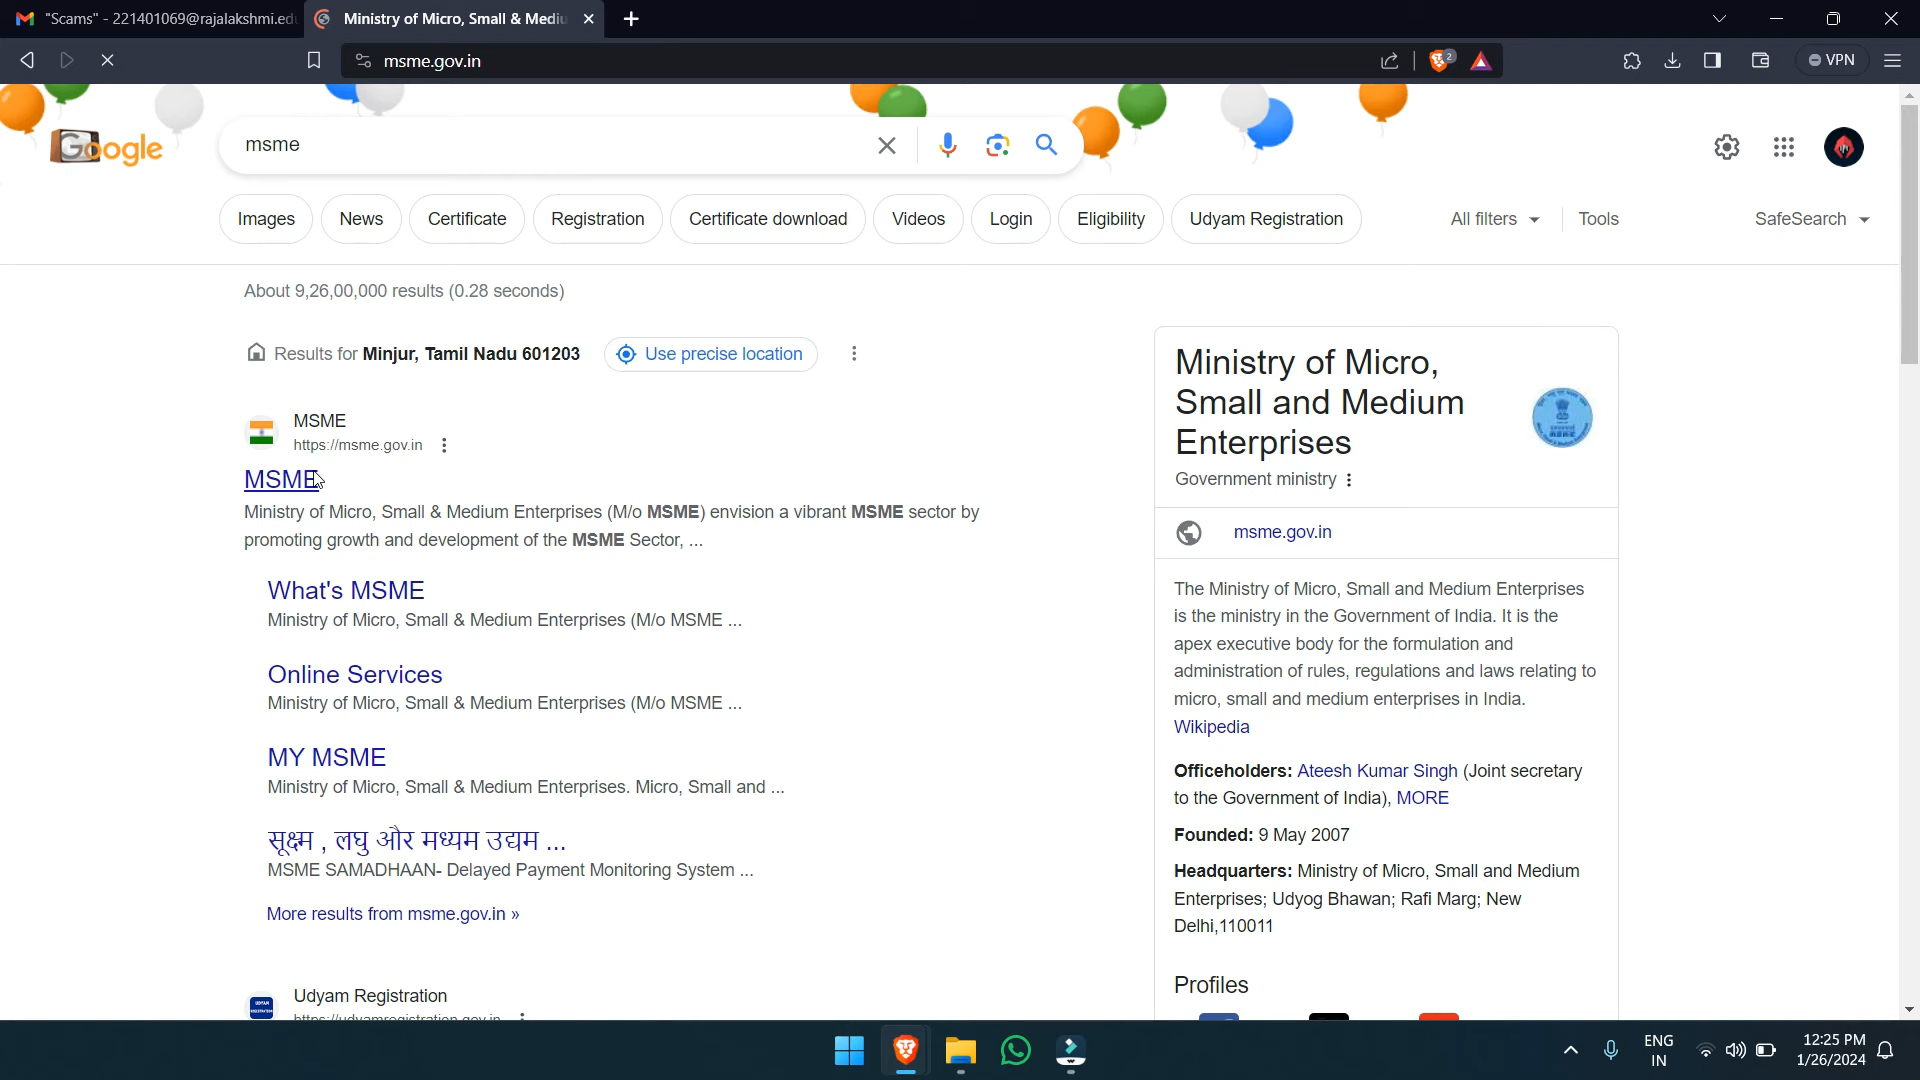 "Scams" - 221401069@rajalakshmi.edu
Ministry of Micro, Small & Mediu
msme.gov.in
2
VPN
Google
msme
Images
News
Certificate
Registration
Certificate download
Videos
Login
Eligibility
Udyam Registration
All filters
Tools
SafeSearch
About 9,26,00,000 results (0.28 seconds)
Results for Minjur, Tamil Nadu 601203
Use precise location
MSME
https://msme.gov.in
MSME
Ministry of Micro, Small & Medium Enterprises (M/o MSME) envision a vibrant MSME sector by
promoting growth and development of the MSME Sector, ...
What's MSME
Ministry of Micro, Small & Medium Enterprises (M/o MSME ...
Online Services
Ministry of Micro, Small & Medium Enterprises (M/o MSME ...
MY MSME
Ministry of Micro, Small & Medium Enterprises. Micro, Small and ...
सूक्ष्म , लघु और मध्यम उद्यम ...
MSME SAMADHAAN- Delayed Payment Monitoring System ...
More results from msme.gov.in »
Udyam Registration
https://udyamregistration.gov.in
Ministry of Micro,
Small and Medium
Enterprises
Government ministry
msme.gov.in
The Ministry of Micro, Small and Medium Enterprises
is the ministry in the Government of India. It is the
apex executive body for the formulation and
administration of rules, regulations and laws relating to
micro, small and medium enterprises in India.
Wikipedia
Officeholders: Ateesh Kumar Singh (Joint secretary
to the Government of India), MORE
Founded: 9 May 2007
Headquarters: Ministry of Micro, Small and Medium
Enterprises; Udyog Bhawan; Rafi Marg; New
Delhi,110011
Profiles
ENG
IN
12:25 PM
1/26/2024